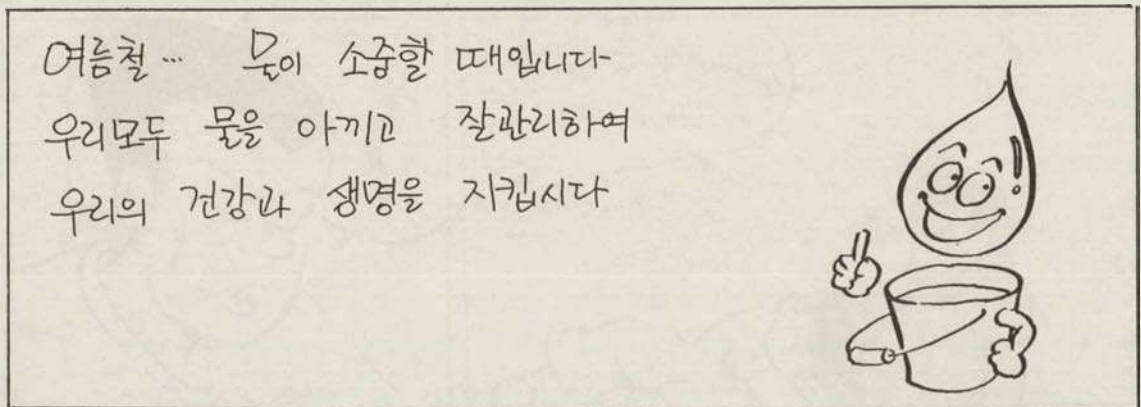 여름철… 물이 소중할 때입니다
우리모두 물을 아끼고 잘관리하여
우리의 건강과 생명을 지킵시다